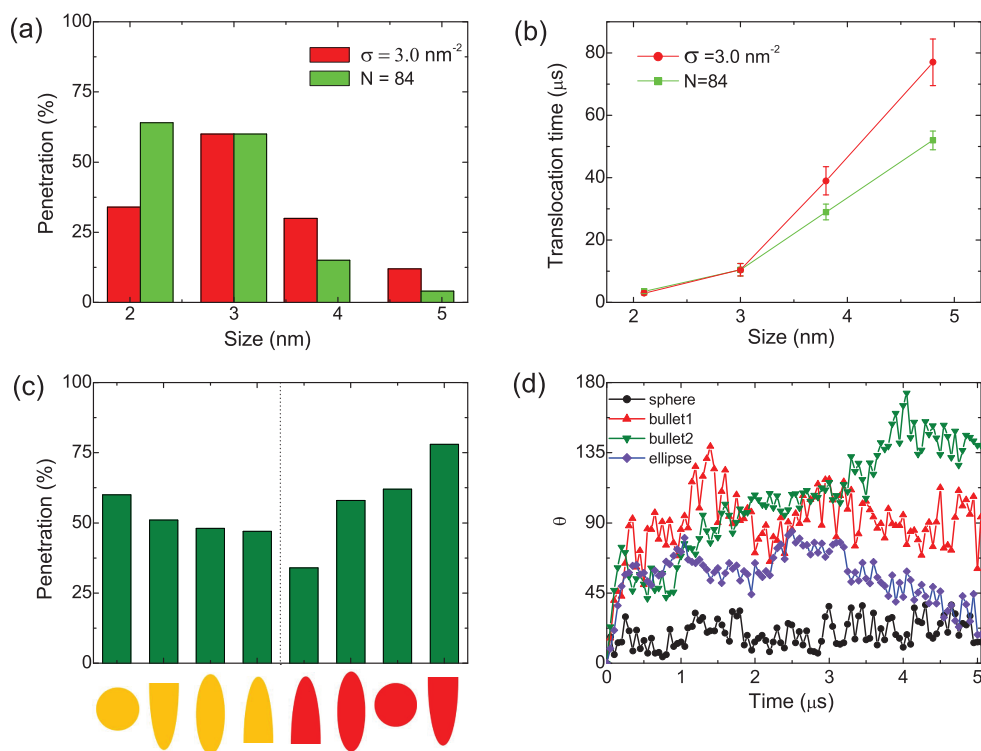 (a)
100
75
50
25
0
Penetration (%)
σ = 3.0 nm-2
N = 84
2 3 4 5
Size (nm)
(b)
80
60
40
20
0
Translocation time (μs)
σ =3.0 nm-2
N=84
2 3 4 5
Size (nm)
(c)
100
75
50
25
0
Penetration (%)
(d)
180
135
90
45
0
θ
sphere
bullet1
bullet2
ellipse
0 1 2 3 4 5
Time (μs)